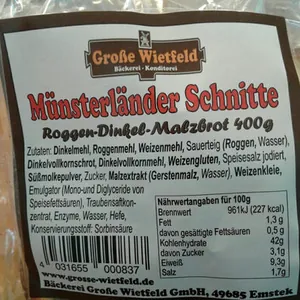 Große Wietfeld
Bäckerei - Konditorei
Münsterländer Schnitte
Roggen-Dinkel-Malzbrot 400g
Zutaten: Dinkelmehl, Roggenmehl, Weizenmehl, Sauerteig (Roggen, Wasser),
Dinkelvollkornschrot, Dinkelvollkornmehl, Weizengluten, Speisesalz jodiert,
Süßmolkepulver, Zucker, Malzextrakt (Gerstenmalz, Wasser), Weizenkleie,
Emulgator (Mono-und Diglyceride von
Speisefettsäuren), Traubensaftkon-
zentrat, Enzyme, Wasser, Hefe,
Konservierungsstoff: Sorbinsäure
Nährwertangaben für 100g
Brennwert 961kJ (227 kcal)
Fett 1,3 g
davon gesättigte Fettsäuren 0,5 g
Kohlenhydrate 42g
davon Zucker 3,1g
Eiweiß 9,3g
Salz 1,7g
4 031655 000837
www.grosse-wietfeld.de
Bäckerei Große Wietfeld GmbH, 49685 Emstek